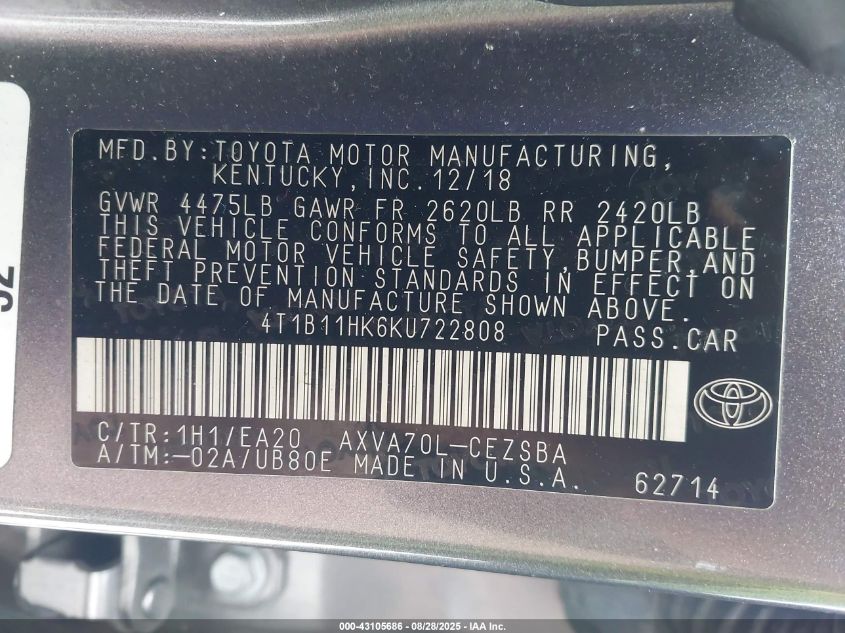 MFD.BY:TOYOTA MOTOR MANUFACTURING,
KENTUCKY,INC.12/18
GVWR 4475LB GAWR FR 2620LB RR 2420LB
THIS VEHICLE CONFORMS TO ALL APPLICABLE
FEDERAL MOTOR VEHICLE SAFETY,BUMPER,AND
THEFT PREVENTION STANDARDS IN EFFECT ON
THE DATE OF MANUFACTURE SHOWN ABOVE.
4T1B11HK6KU722808 PASS.CAR
C/TR:1H1/EA20 AXVA70L-CEZSBA
A/TM:-02A/UB80E MADE IN U.S.A. 62714
000-43105686 - 08/28/2025 - IAA Inc.